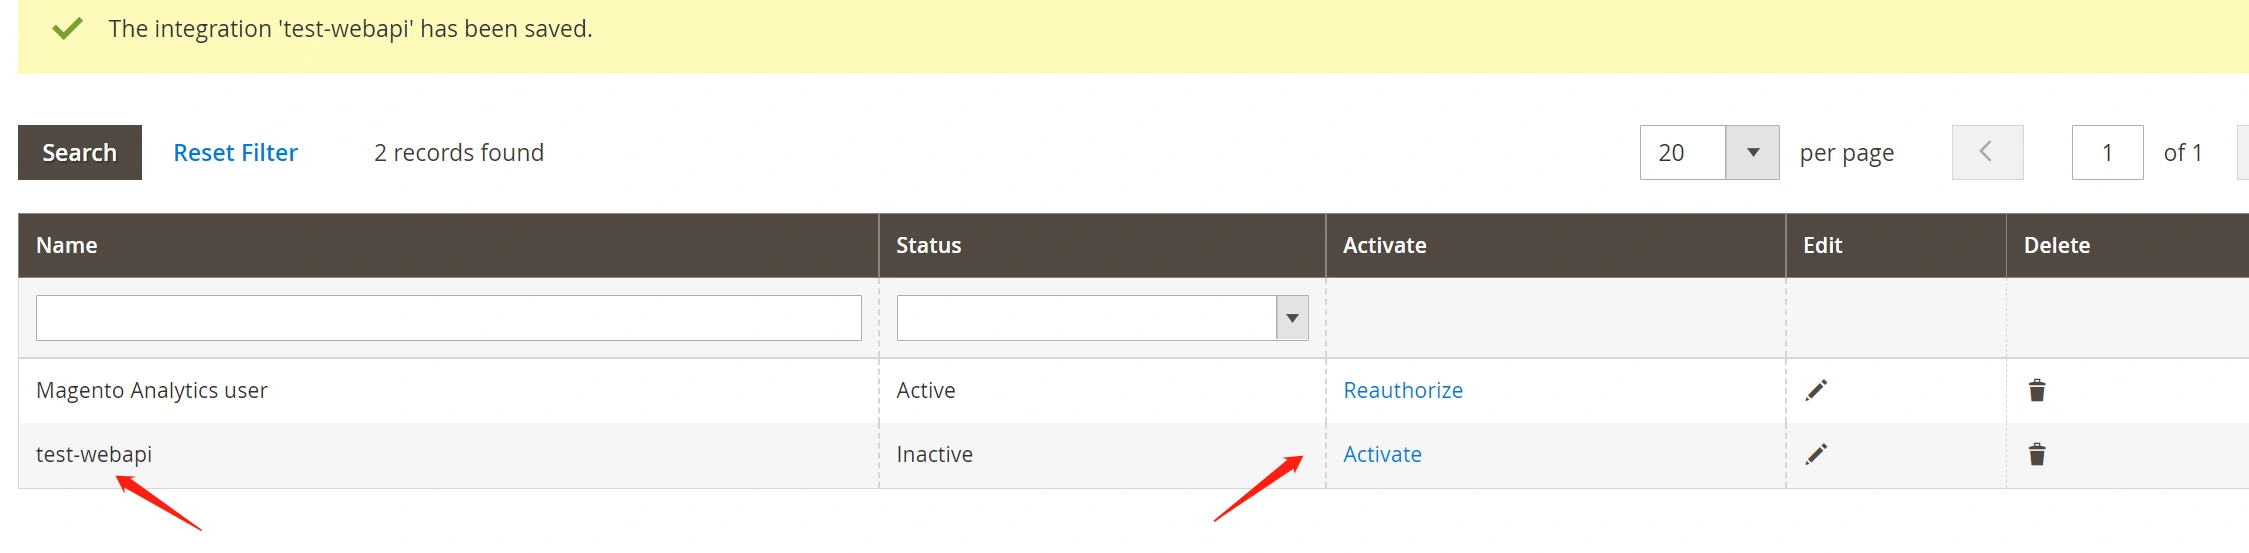 The integration 'test-webapi' has been saved.
Search Reset Filter 2 records found 20 per page 1 of 1
Name Status Activate Edit Delete
Magento Analytics user Active Reauthorize
test-webapi Inactive Activate